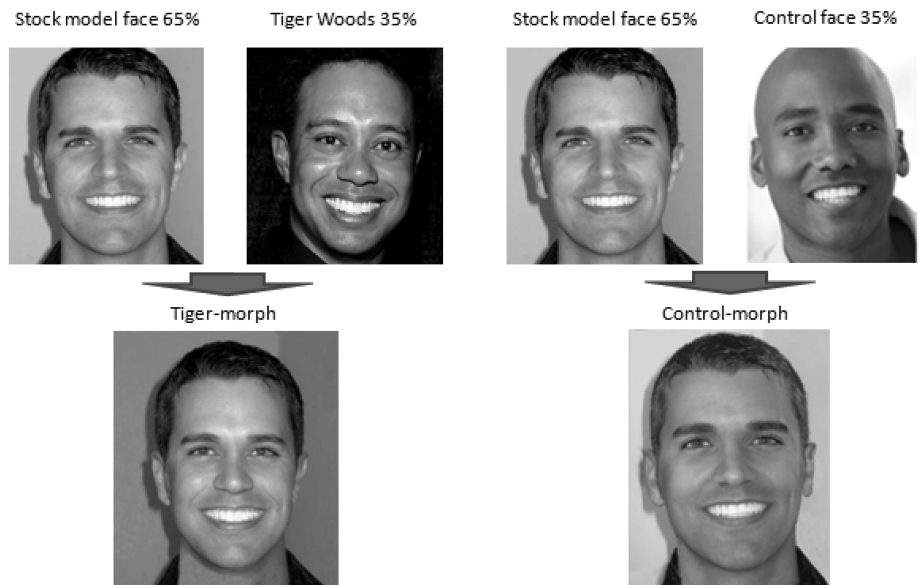 Stock model face 65%
Tiger Woods 35%
Stock model face 65%
Control face 35%
Tiger-morph
Control-morph